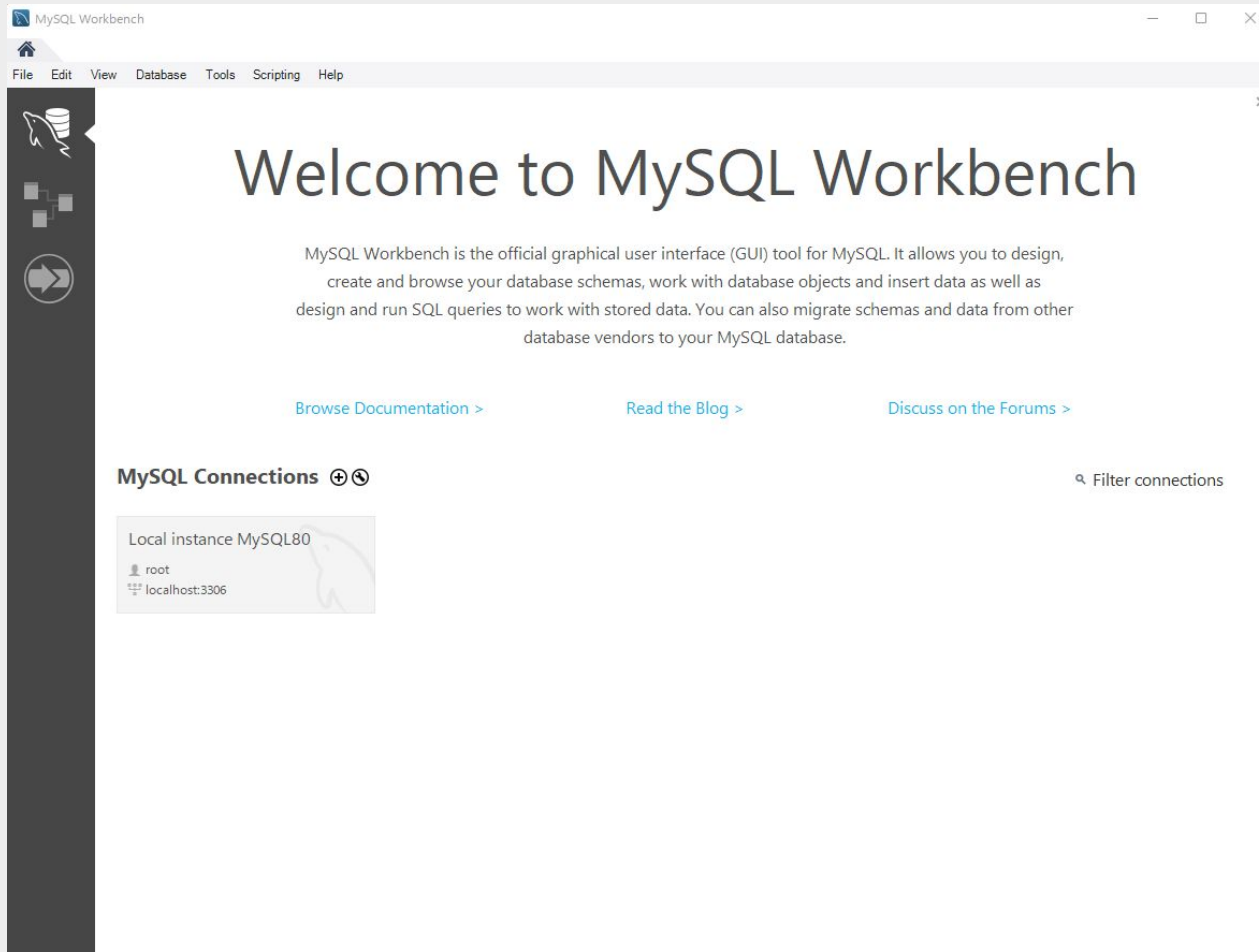 MySQL Workbench
File Edit View Database Tools Scripting Help
Welcome to MySQL Workbench
MySQL Workbench is the official graphical user interface (GUI) tool for MySQL. It allows you to design,
create and browse your database schemas, work with database objects and insert data as well as
design and run SQL queries to work with stored data. You can also migrate schemas and data from other
database vendors to your MySQL database.
Browse Documentation > Read the Blog > Discuss on the Forums >
MySQL Connections Filter connections
Local instance MySQL80
root
localhost:3306